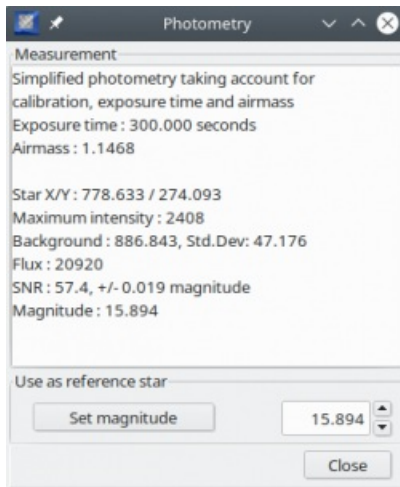 Photometry
Measurement
Simplified photometry taking account for
calibration, exposure time and airmass
Exposure time : 300.000 seconds
Airmass : 1.1468
Star X/Y : 778.633 / 274.093
Maximum intensity : 2408
Background : 886.843, Std.Dev: 47.176
Flux : 20920
SNR : 57.4, +/- 0.019 magnitude
Magnitude : 15.894
Use as reference star
Set magnitude 15.894
Close